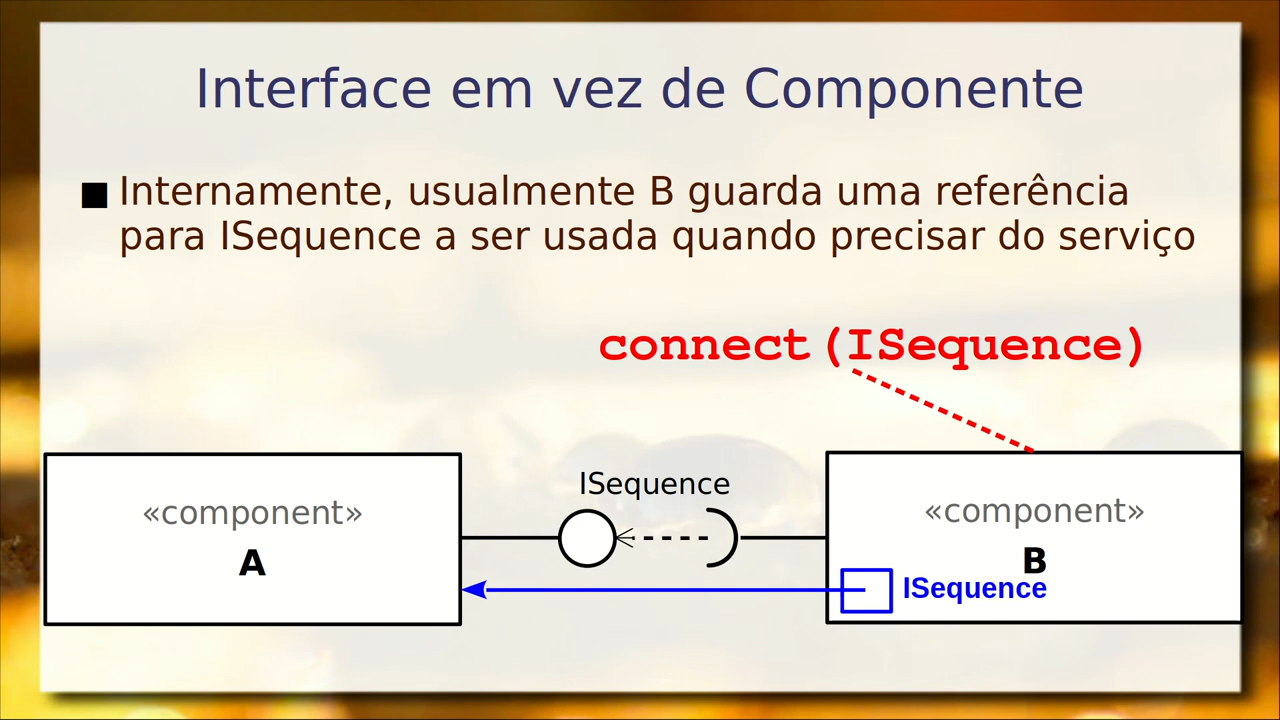 Interface em vez de Componente
Internamente, usualmente B guarda uma referência
para ISequence a ser usada quando precisar do serviço
connect(ISequence)
ISequence
«component»
A
«component»
B
ISequence